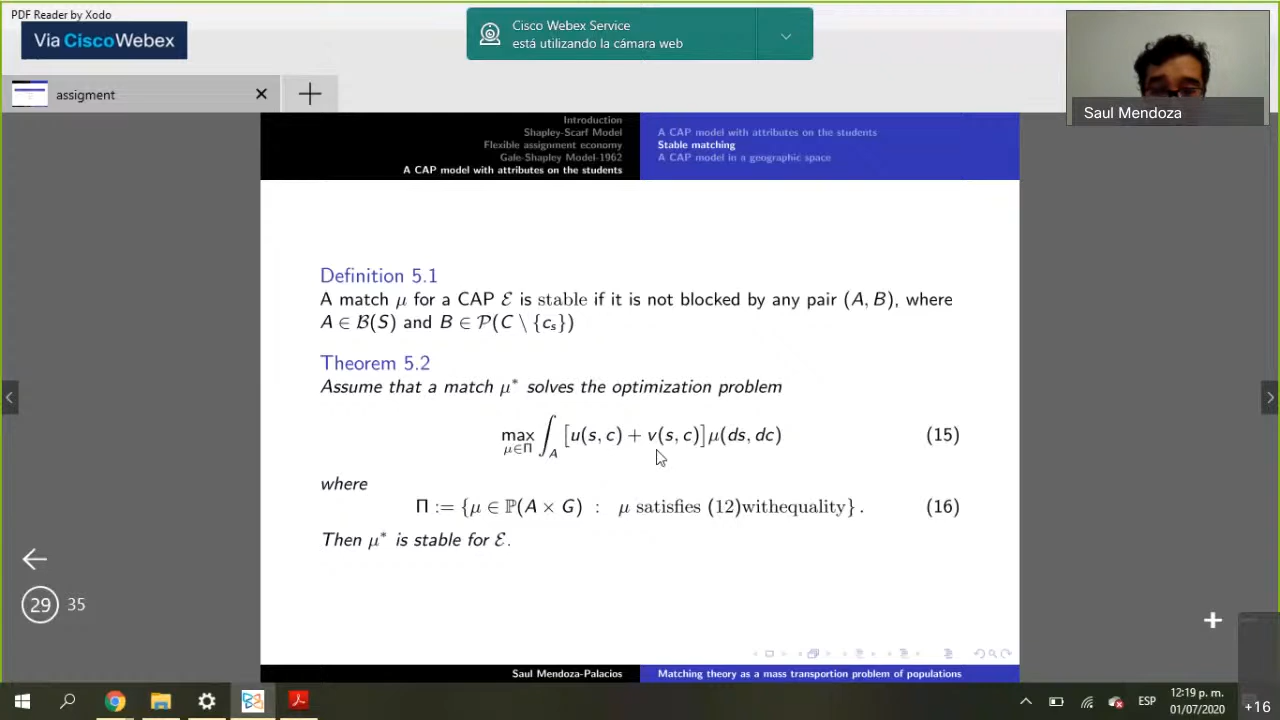 PDF Reader by Xodo
Via CiscoWebex
Cisco Webex Service
está utilizando la cámara web
Saul Mendoza
assigment
Introduction
Shapley-Scarf Model
Flexible assignment economy
Gale-Shapley Model-1962
A CAP model with attributes on the students
A CAP model with attributes on the students
Stable matching
A CAP model in a geographic space
Definition 5.1
A match μ for a CAP ℰ is stable if it is not blocked by any pair (A, B), where
A ∈ ℬ(S) and B ∈ 𝒫(C \ {c_s})
Theorem 5.2
Assume that a match μ* solves the optimization problem
max_{μ∈Π} ∫_A [u(s, c) + v(s, c)]μ(ds, dc) (15)
where
Π := {μ ∈ ℙ(A × G) : μ satisfies (12)withequality} . (16)
Then μ* is stable for ℰ.
29 35
Saul Mendoza-Palacios
Matching theory as a mass transportion problem of populations
ESP
12:19 p. m.
01/07/2020
+16